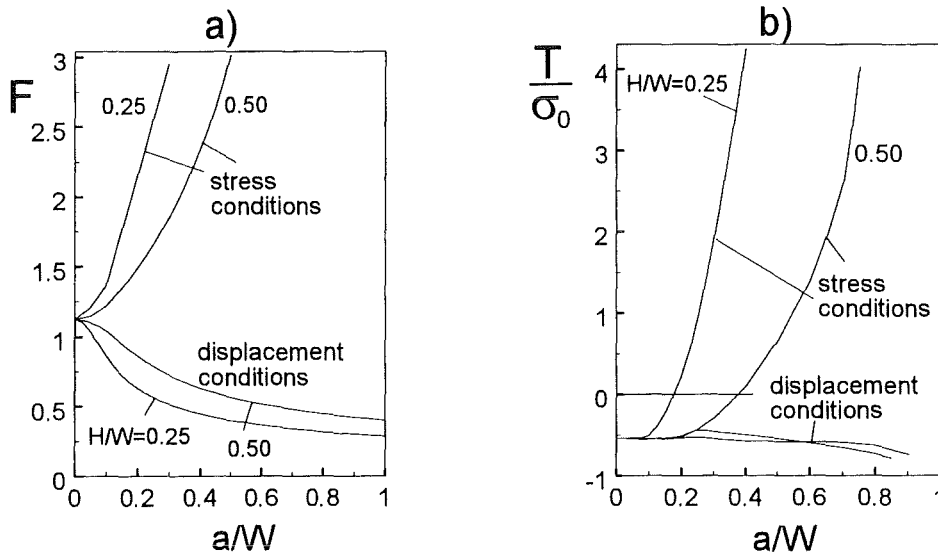 a)
F
3
2.5
2
1.5
1
0.5
0
0.25
0.50
stress
conditions
displacement
conditions
H/W=0.25
0.50
0 0.2 0.4 0.6 0.8 1
a/W
b)
T
σ0
4
3
2
1
0
-1
H/W=0.25
0.50
stress
conditions
displacement
conditions
0 0.2 0.4 0.6 0.8 1
a/W